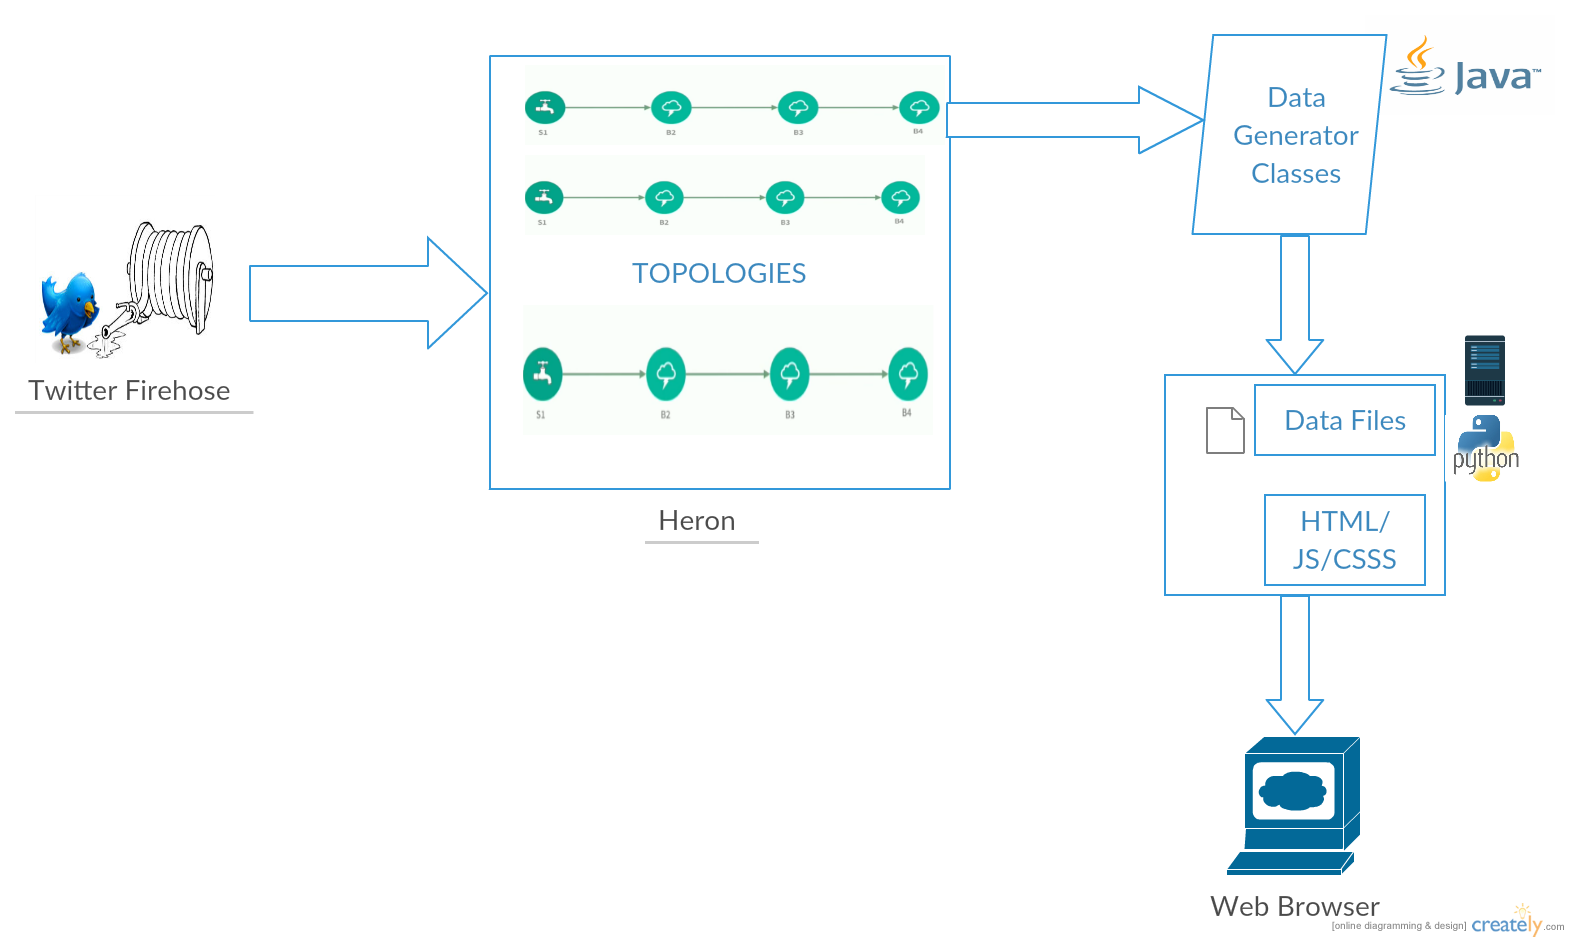 Twitter Firehose
S1 B2 B3 B4
S1 B2 B3 B4
TOPOLOGIES
S1 B2 B3 B4
Heron
Data
Generator
Classes
Java™
Data Files
python
HTML/
JS/CSSS
Web Browser
[online diagramming & design] creately.com